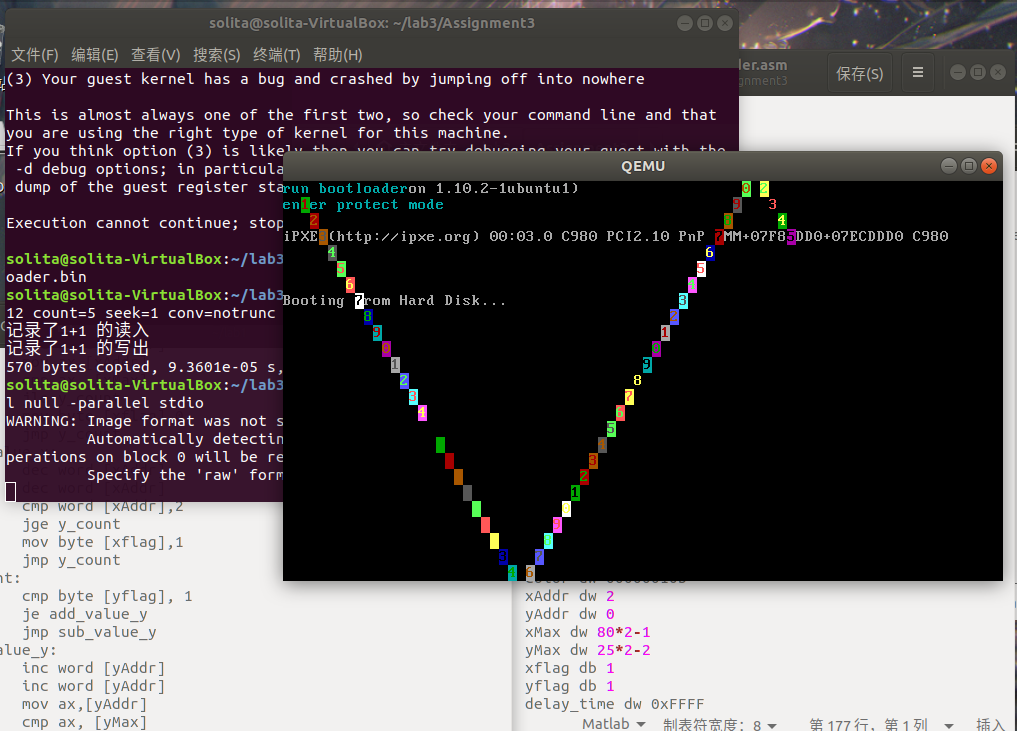 solita@solita-VirtualBox: ~/lab3/Assignment3
文件(F) 编辑(E) 查看(V) 搜索(S) 终端(T) 帮助(H)
(3) Your guest kernel has a bug and crashed by jumping off into nowhere
This is almost always one of the first two, so check your command line and that
you are using the right type of kernel for this machine.
If you think option (3) is likely then you can try debugging your guest with the
-d debug options; in particula
dump of the guest register sta
Execution cannot continue; stop
solita@solita-VirtualBox:~/lab3
oader.bin
solita@solita-VirtualBox:~/lab3
12 count=5 seek=1 conv=notrunc
记录了1+1 的读入
记录了1+1 的写出
570 bytes copied, 9.3601e-05 s,
solita@solita-VirtualBox:~/lab3
l null -parallel stdio
WARNING: Image format was not s
Automatically detectin
perations on block 0 will be re
Specify the 'raw' form
der.asm
gnment3
保存(S)
QEMU
run bootloaderon 1.10.2-1ubuntu1)
enter protect mode
iPXE (http://ipxe.org) 00:03.0 C980 PCI2.10 PnP MM+07F8 DD0+07ECDDD0 C980
Booting rom Hard Disk...
cmp word [xAddr],2
jge y_count
mov byte [xflag],1
jmp y_count
nt:
cmp byte [yflag], 1
je add_value_y
jmp sub_value_y
alue_y:
inc word [yAddr]
inc word [yAddr]
mov ax,[yAddr]
cmp ax, [yMax]
xAddr dw 2
yAddr dw 0
xMax dw 80*2-1
yMax dw 25*2-2
xflag db 1
yflag db 1
delay_time dw 0xFFFF
Matlab 制表符宽度：8 第 177 行，第 1 列 插入